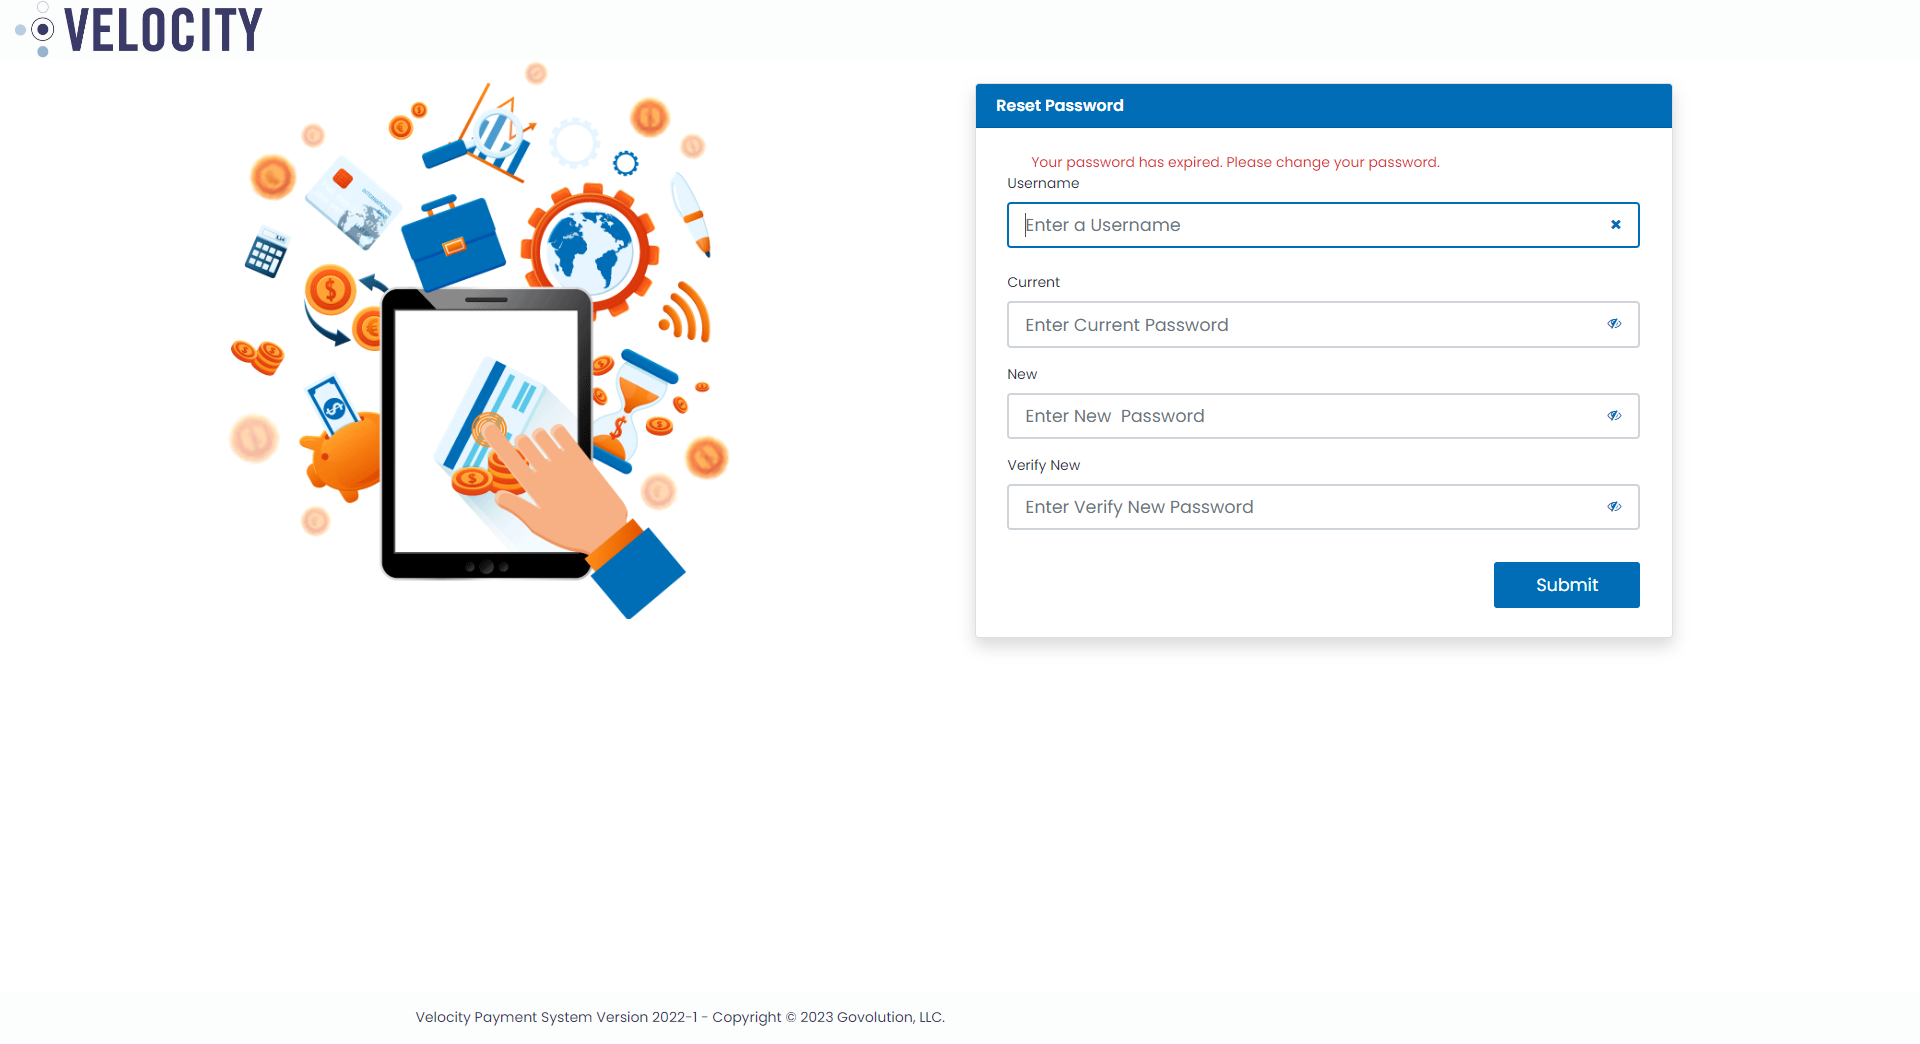 VELOCITY
Reset Password
Your password has expired. Please change your password.
Username
Enter a Username
Current
Enter Current Password
New
Enter New  Password
Verify New
Enter Verify New Password
Submit
Velocity Payment System Version 2022-1 - Copyright © 2023 Govolution, LLC.